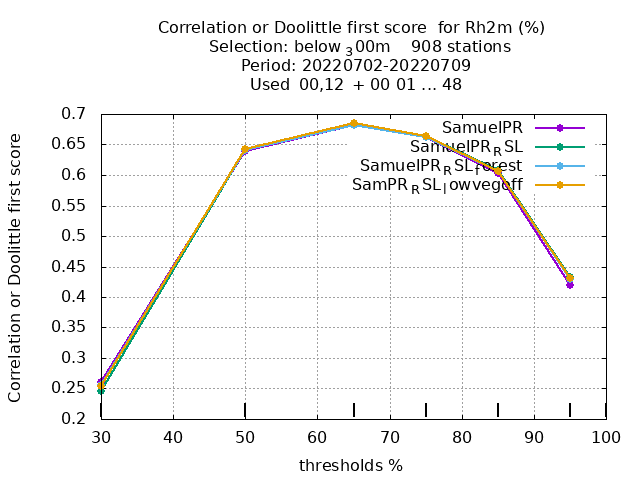 Correlation or Doolittle first score  for Rh2m (%)
Selection: below 300m    908 stations
Period: 20220702-20220709
Used  00,12  + 00 01 ... 48
SamuelPR
SamuelPRRSL
SamuelPRRSLforest
SamPRRSLlowvegoff
Correlation or Doolittle first score
0.7
0.65
0.6
0.55
0.5
0.45
0.4
0.35
0.3
0.25
0.2
30 40 50 60 70 80 90 100
thresholds %